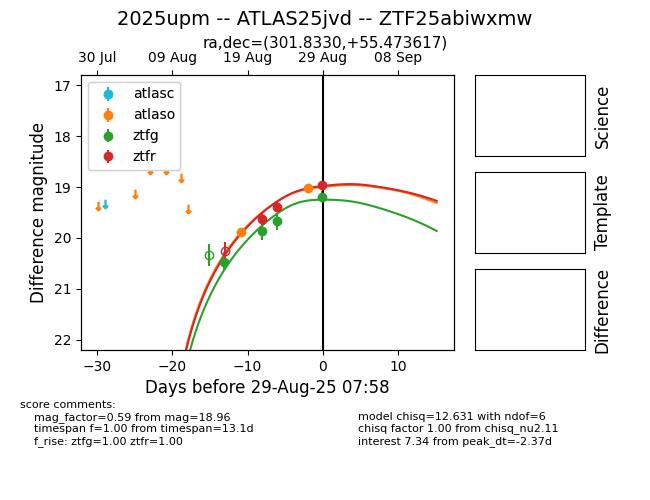 2025upm -- ATLAS25jvd -- ZTF25abiwxmw
ra,dec=(301.8330,+55.473617)
30 Jul 09 Aug 19 Aug 29 Aug 08 Sep
atlasc
atlaso
ztfg
ztfr
17
18
19
20
21
22
Difference magnitude
−30 −20 −10 0 10
Days before 29-Aug-25 07:58
Science
Template
Difference
score comments:
mag_factor=0.59 from mag=18.96
timespan f=1.00 from timespan=13.1d
f_rise: ztfg=1.00 ztfr=1.00
model chisq=12.631 with ndof=6
chisq factor 1.00 from chisq_nu2.11
interest 7.34 from peak_dt=-2.37d